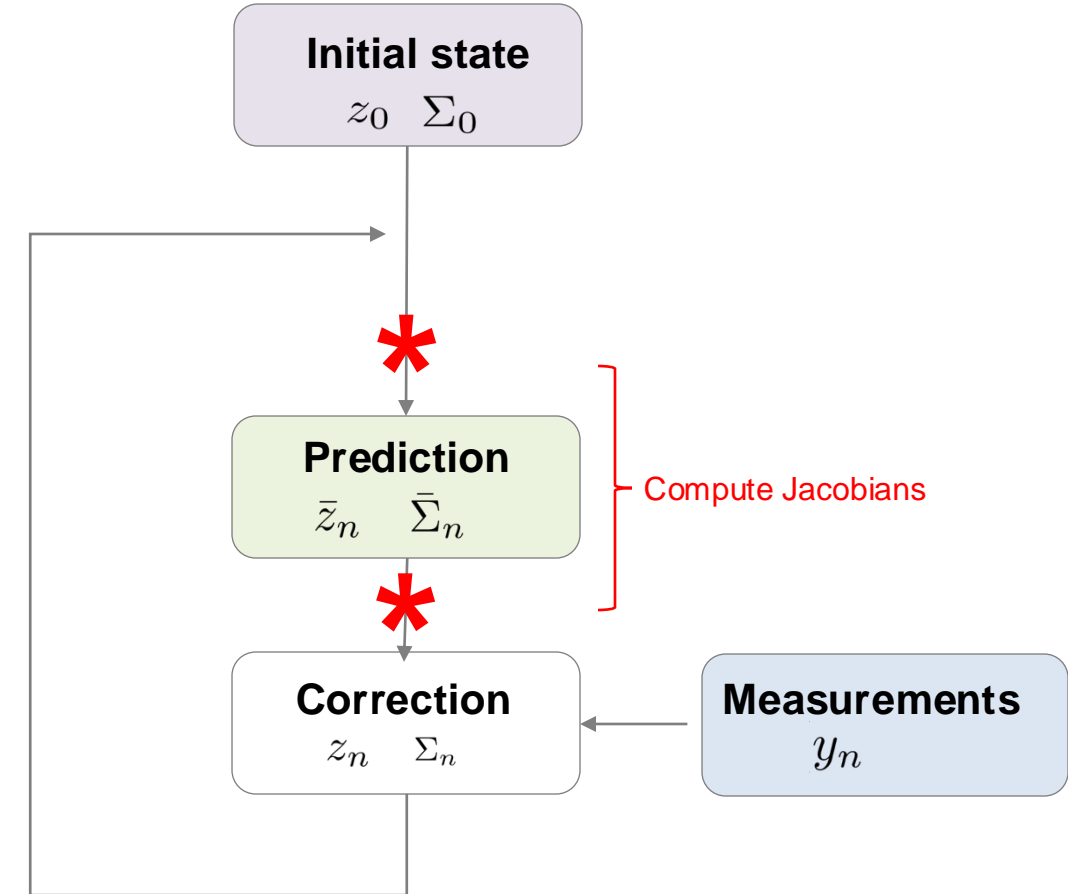 Initial state
z₀ Σ₀
*
Prediction
z̄ₙ Σ̄ₙ
Compute Jacobians
*
Correction
zₙ Σₙ
Measurements
yₙ